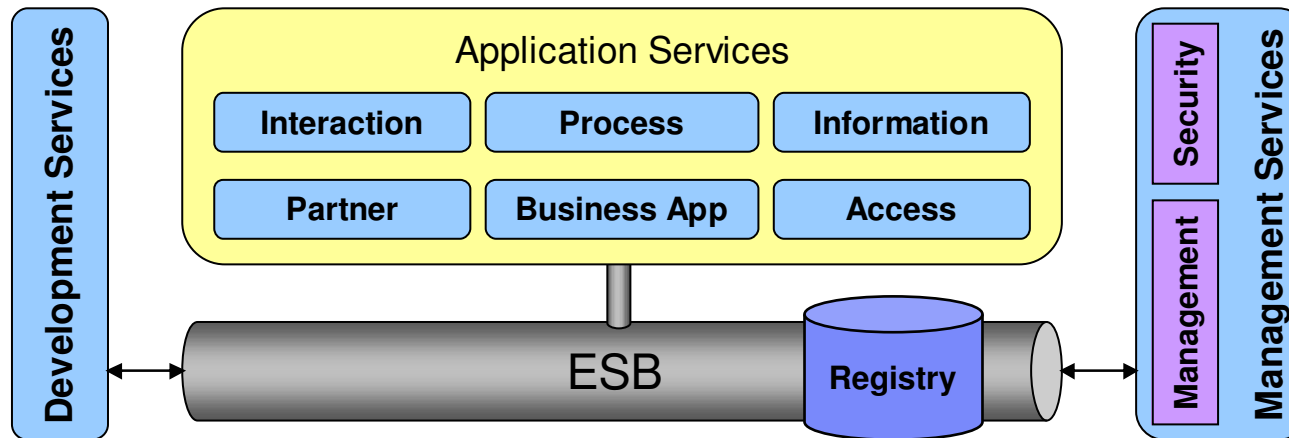 Development Services
Application Services
Interaction
Process
Information
Partner
Business App
Access
ESB
Registry
Security
Management
Management Services